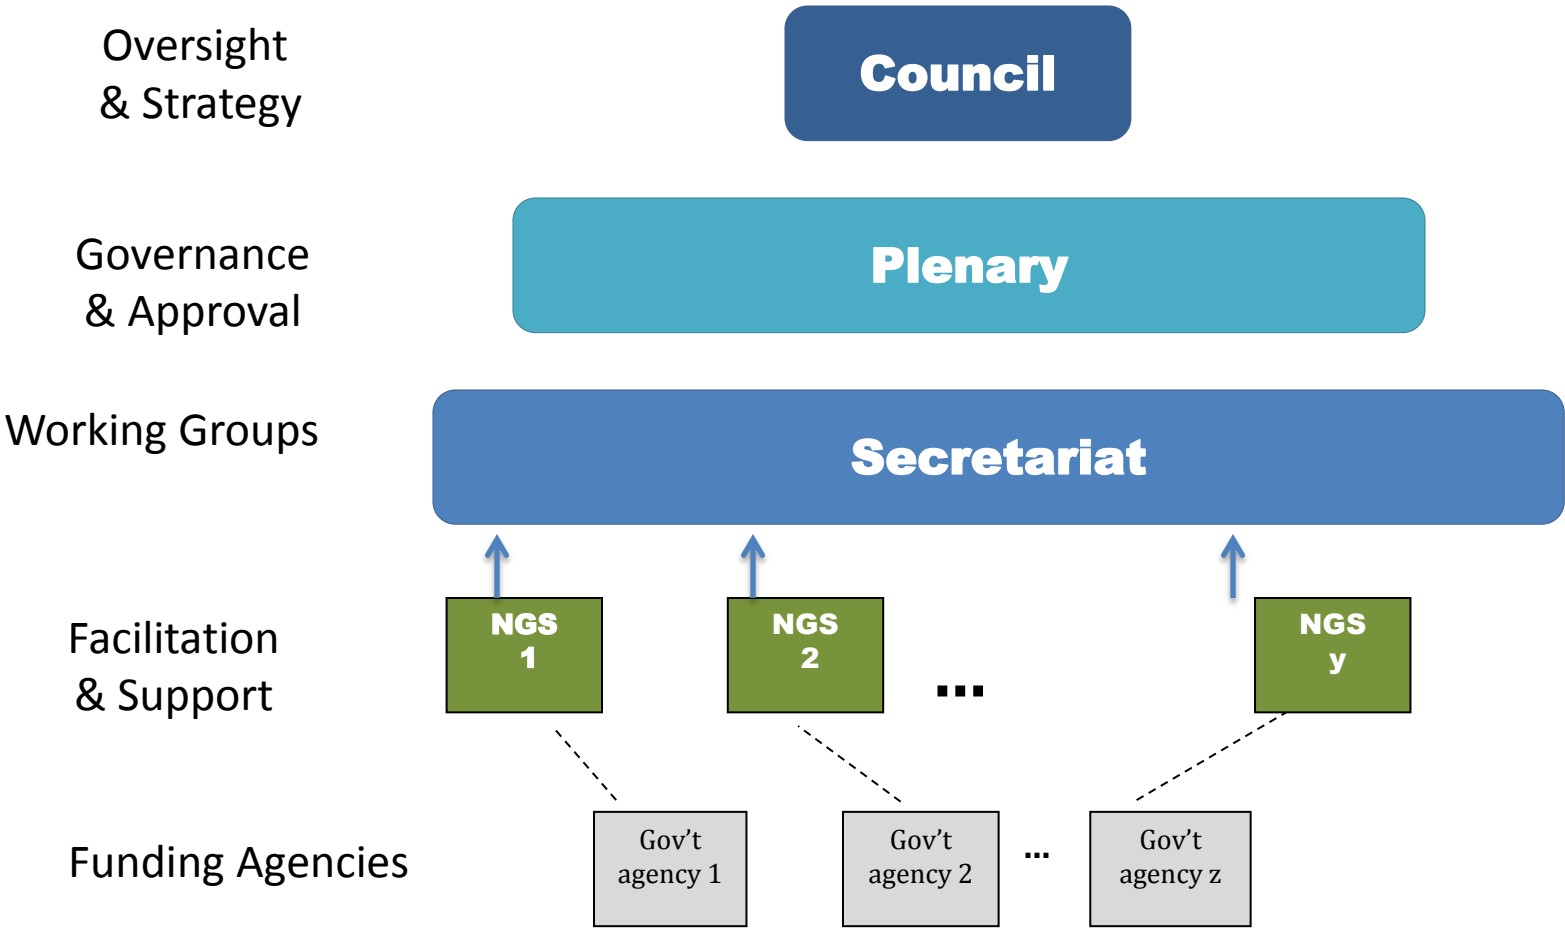 Oversight
& Strategy
Council
Governance
& Approval
Plenary
Working Groups
Secretariat
Facilitation
& Support
NGS
1
NGS
2
...
NGS
y
Funding Agencies
Gov't
agency 1
Gov't
agency 2
...
Gov't
agency z